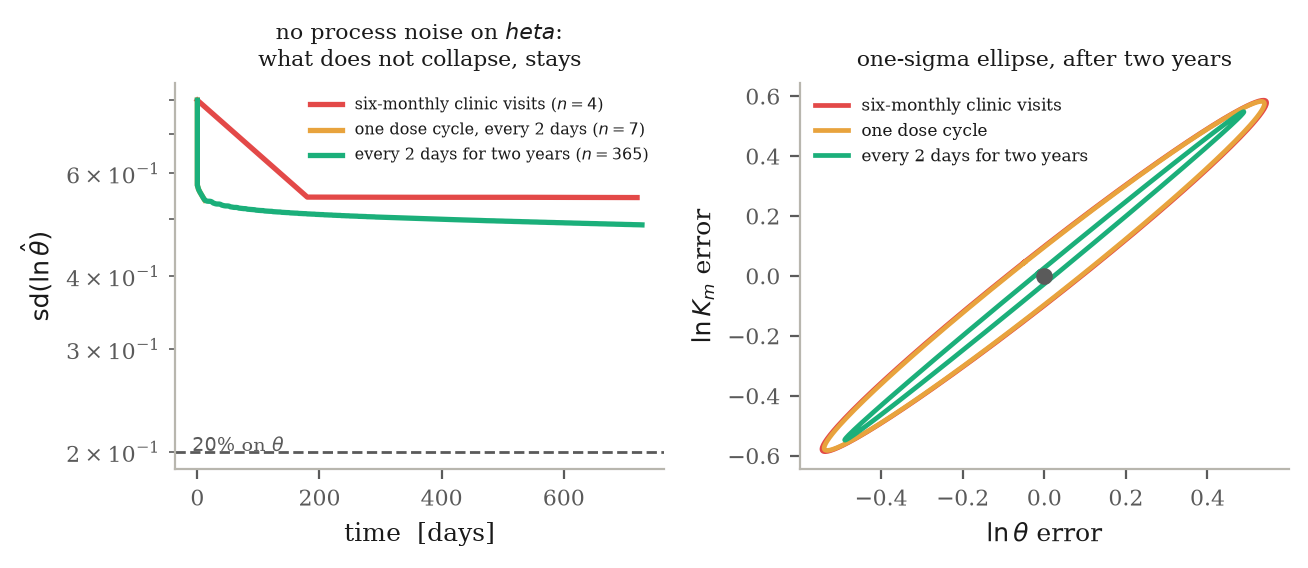 no process noise on heta:
what does not collapse, stays
six-monthly clinic visits (n = 4)
one dose cycle, every 2 days (n = 7)
every 2 days for two years (n = 365)
6 × 10⁻¹
4 × 10⁻¹
3 × 10⁻¹
2 × 10⁻¹
sd(ln θ̂)
20% on θ
0 200 400 600
time [days]
one-sigma ellipse, after two years
six-monthly clinic visits
one dose cycle
every 2 days for two years
0.6
0.4
0.2
0.0
−0.2
−0.4
−0.6
ln Kₘ error
−0.4 −0.2 0.0 0.2 0.4
ln θ error